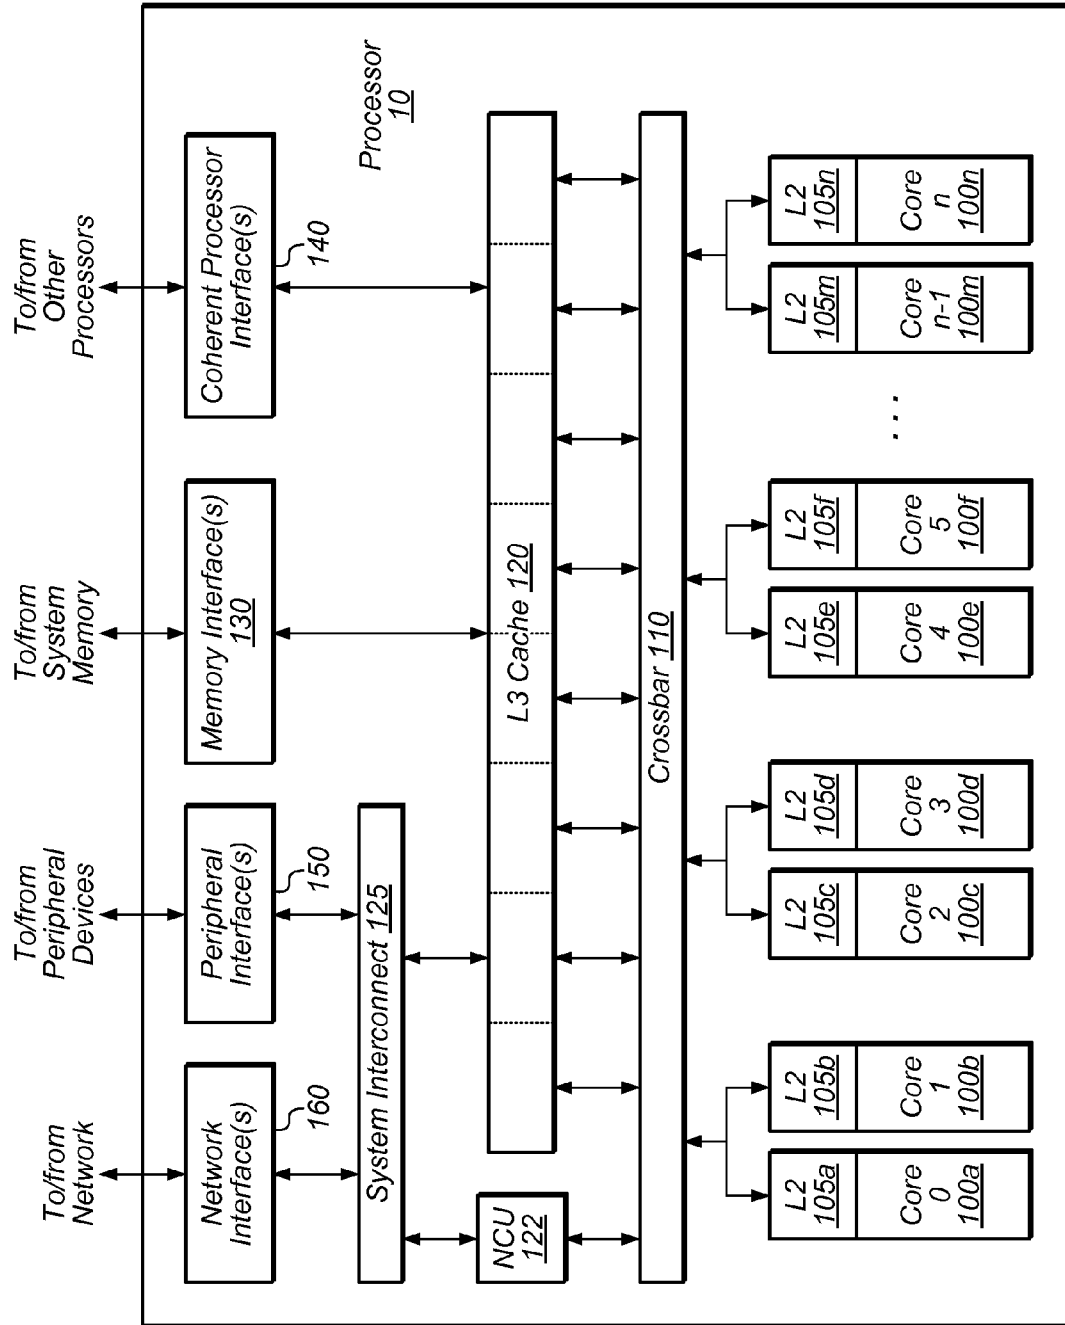 To/from
Network
To/from
Peripheral
Devices
To/from
System
Memory
To/from
Other
Processors
Network
Interface(s)
160
Peripheral
Interface(s)
150
Memory Interface(s)
130
Coherent Processor
Interface(s)
140
Processor
10
System Interconnect 125
NCU
122
L3 Cache 120
Crossbar 110
L2
105a
Core
0
100a
L2
105b
Core
1
100b
L2
105c
Core
2
100c
L2
105d
Core
3
100d
L2
105e
Core
4
100e
L2
105f
Core
5
100f
...
L2
105m
Core
n-1
100m
L2
105n
Core
n
100n